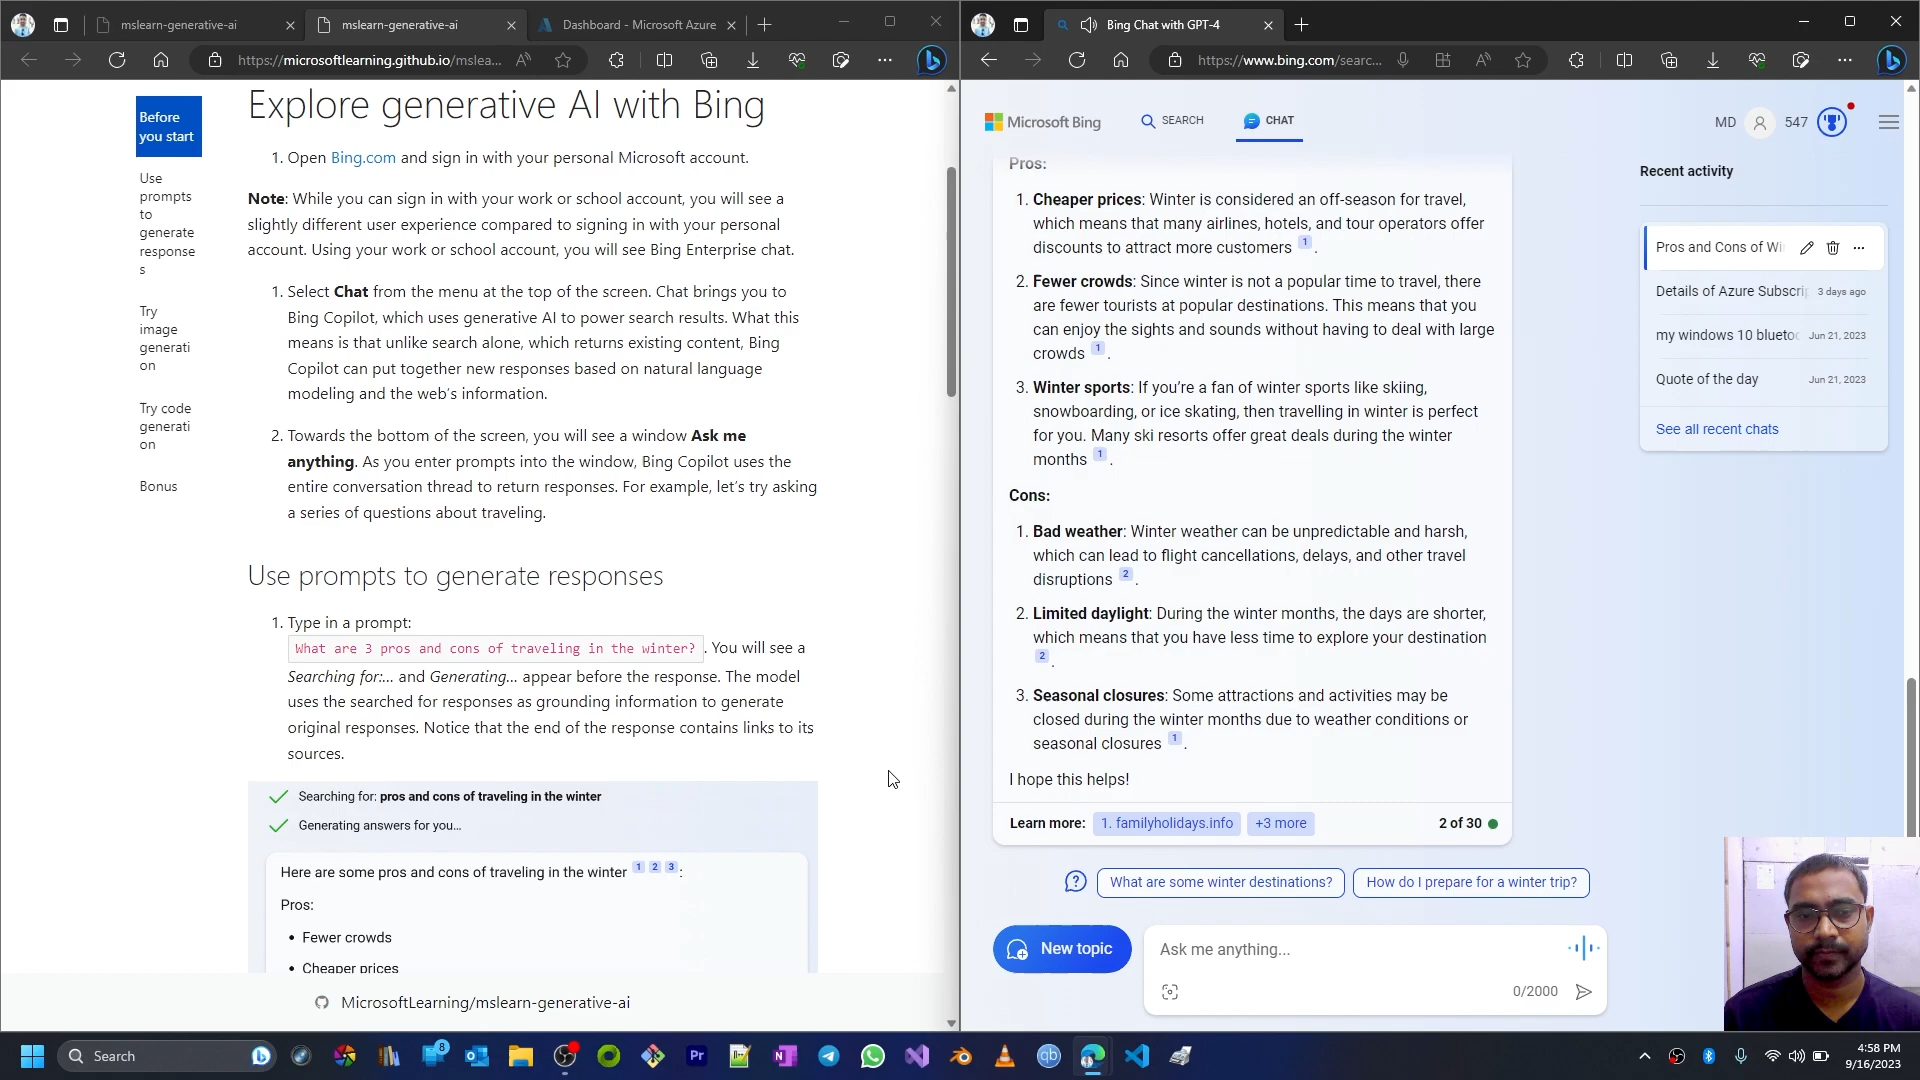 mslearn-generative-ai
mslearn-generative-ai
Dashboard - Microsoft Azure
https://microsoftlearning.github.io/mslea...
Before
you start
Use
prompts
to
generate
response
s
Try
image
generati
on
Try code
generati
on
Bonus
Explore generative AI with Bing
1. Open Bing.com and sign in with your personal Microsoft account.
Note: While you can sign in with your work or school account, you will see a
slightly different user experience compared to signing in with your personal
account. Using your work or school account, you will see Bing Enterprise chat.
1. Select Chat from the menu at the top of the screen. Chat brings you to
Bing Copilot, which uses generative AI to power search results. What this
means is that unlike search alone, which returns existing content, Bing
Copilot can put together new responses based on natural language
modeling and the web's information.
2. Towards the bottom of the screen, you will see a window Ask me
anything. As you enter prompts into the window, Bing Copilot uses the
entire conversation thread to return responses. For example, let's try asking
a series of questions about traveling.
Use prompts to generate responses
1. Type in a prompt:
What are 3 pros and cons of traveling in the winter?. You will see a
Searching for:... and Generating... appear before the response. The model
uses the searched for responses as grounding information to generate
original responses. Notice that the end of the response contains links to its
sources.
Searching for: pros and cons of traveling in the winter
Generating answers for you...
Here are some pros and cons of traveling in the winter 1 2 3 :
Pros:
• Fewer crowds
• Cheaper prices
MicrosoftLearning/mslearn-generative-ai
Bing Chat with GPT-4
https://www.bing.com/searc...
Microsoft Bing
SEARCH
CHAT
MD
547
Pros:
1. Cheaper prices: Winter is considered an off-season for travel,
which means that many airlines, hotels, and tour operators offer
discounts to attract more customers 1 .
2. Fewer crowds: Since winter is not a popular time to travel, there
are fewer tourists at popular destinations. This means that you
can enjoy the sights and sounds without having to deal with large
crowds 1 .
3. Winter sports: If you're a fan of winter sports like skiing,
snowboarding, or ice skating, then travelling in winter is perfect
for you. Many ski resorts offer great deals during the winter
months 1 .
Cons:
1. Bad weather: Winter weather can be unpredictable and harsh,
which can lead to flight cancellations, delays, and other travel
disruptions 2 .
2. Limited daylight: During the winter months, the days are shorter,
which means that you have less time to explore your destination
2 .
3. Seasonal closures: Some attractions and activities may be
closed during the winter months due to weather conditions or
seasonal closures 1 .
I hope this helps!
Learn more: 1. familyholidays.info +3 more 2 of 30
What are some winter destinations?
How do I prepare for a winter trip?
New topic
Ask me anything...
0/2000
Recent activity
Pros and Cons of Wi
Details of Azure Subscrip 3 days ago
my windows 10 bluetoo Jun 21, 2023
Quote of the day Jun 21, 2023
See all recent chats
Search
8
Pr
N
qb
4:58 PM
9/16/2023